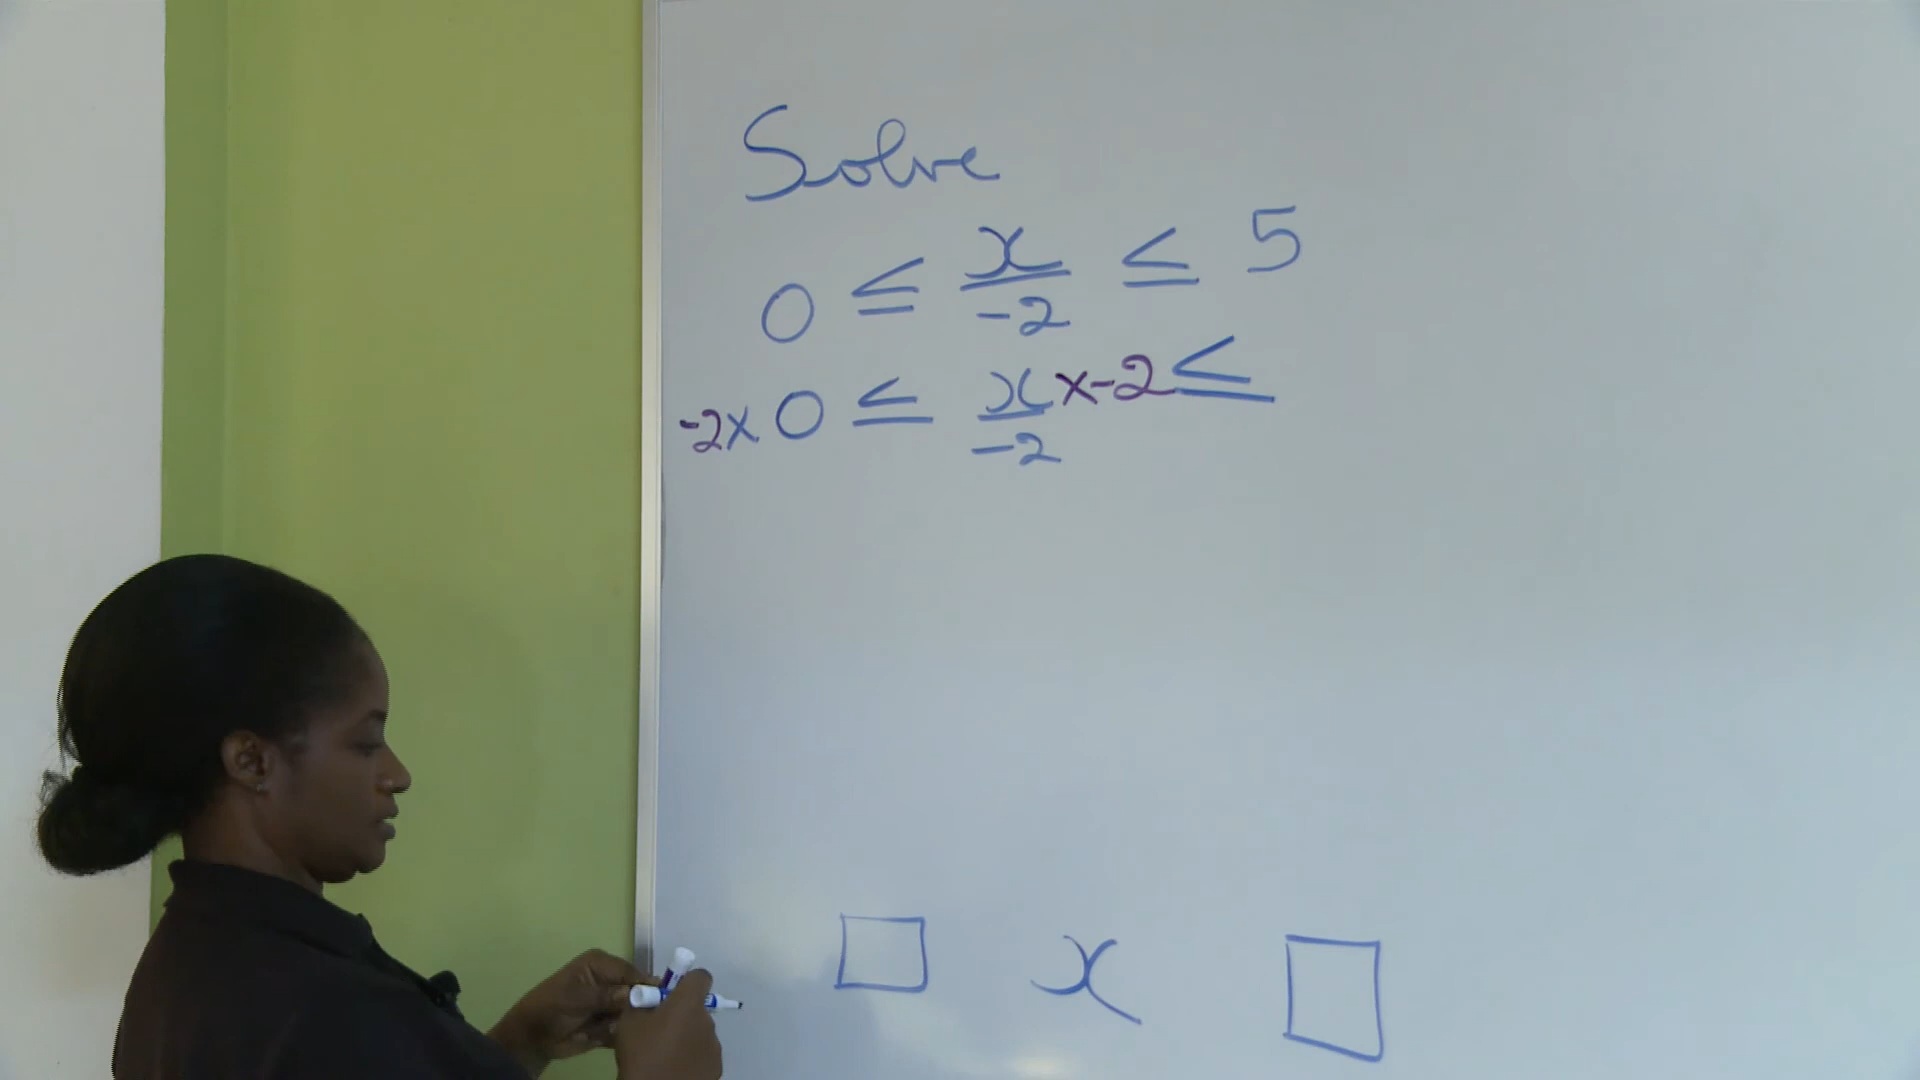 Solve
0 ≤ x/-2 ≤ 5
-2x 0 ≤ x/-2 x-2 ≤
□ x □